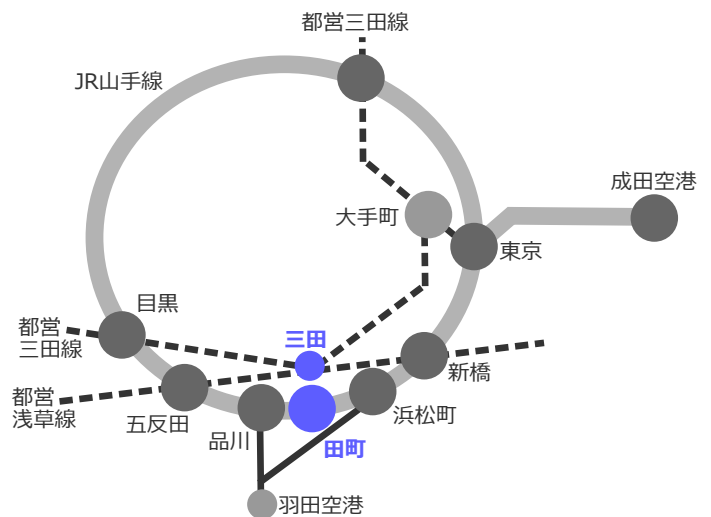 都営三田線
JR山手線
成田空港
大手町
東京
目黒
都営
三田線
三田
新橋
都営
浅草線
五反田
浜松町
品川
田町
羽田空港